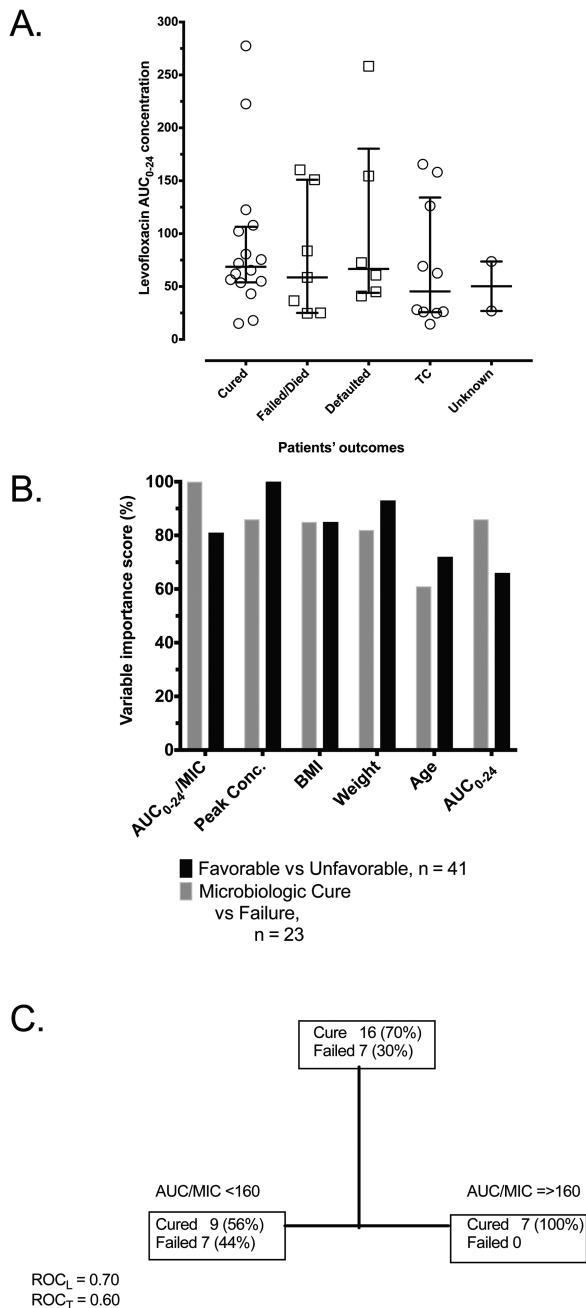 A.
Levofloxacin AUC0-24 concentration
300
250
200
150
100
50
0
Cured
Failed/Died
Defaulted
TC
Unknown
Patients’ outcomes
B.
Variable importance score (%)
100
80
60
40
20
0
AUC0-24/MIC
Peak Conc.
BMI
Weight
Age
AUC0-24
Favorable vs Unfavorable, n = 41
Microbiologic Cure
vs Failure,
n = 23
C.
Cure 16 (70%)
Failed 7 (30%)
AUC/MIC <160
AUC/MIC =>160
Cured 9 (56%)
Failed 7 (44%)
Cured 7 (100%)
Failed 0
ROCL = 0.70
ROCT = 0.60